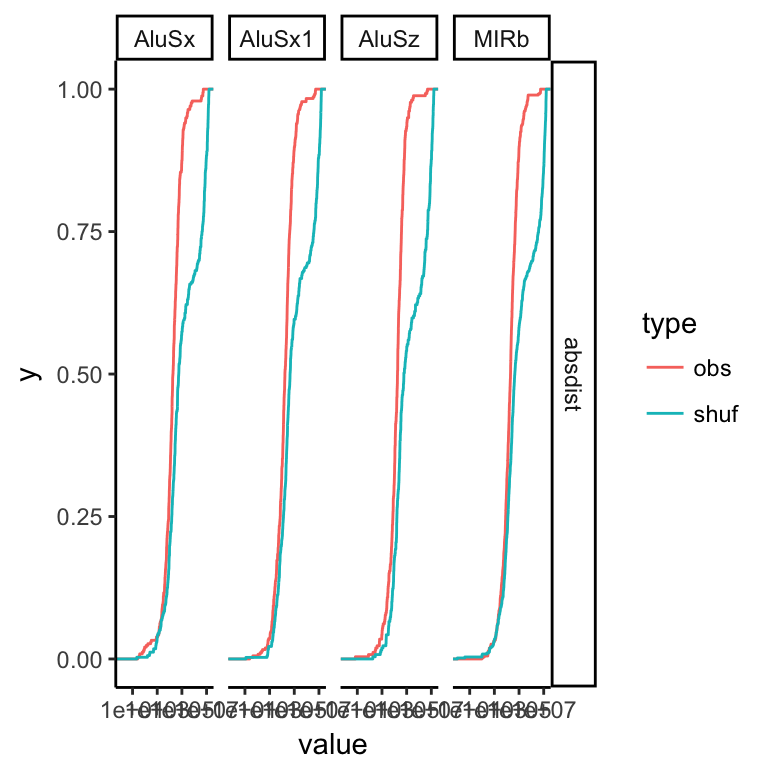 AluSx AluSx1 AluSz MIRb
1.00
0.75
0.50
0.25
0.00
y
absdist
type
obs
shuf
value